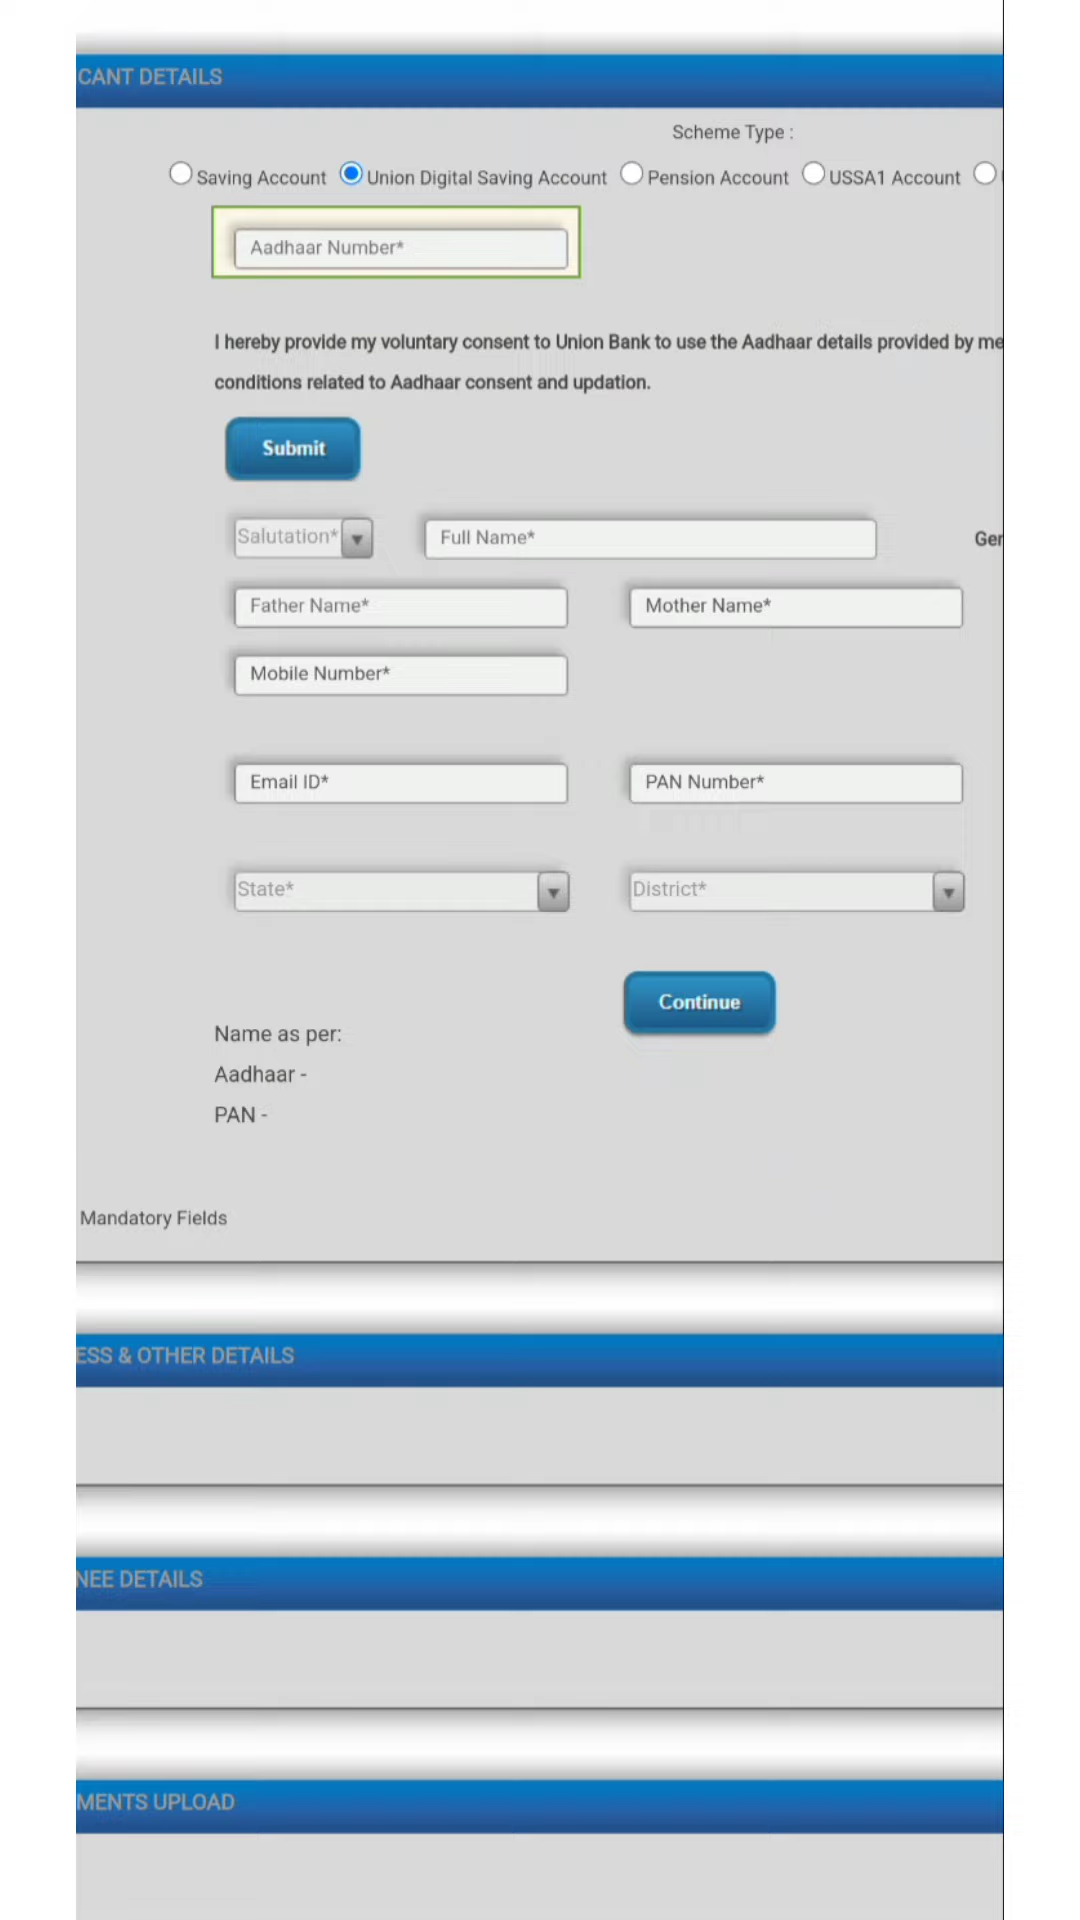 CANT DETAILS
Scheme Type :
Saving Account Union Digital Saving Account Pension Account USSA1 Account
Aadhaar Number*
I hereby provide my voluntary consent to Union Bank to use the Aadhaar details provided by me
conditions related to Aadhaar consent and updation.
Submit
Salutation* Full Name* Ger
Father Name* Mother Name*
Mobile Number*
Email ID* PAN Number*
State* District*
Continue
Name as per:
Aadhaar -
PAN -
Mandatory Fields
ESS & OTHER DETAILS
NEE DETAILS
MENTS UPLOAD